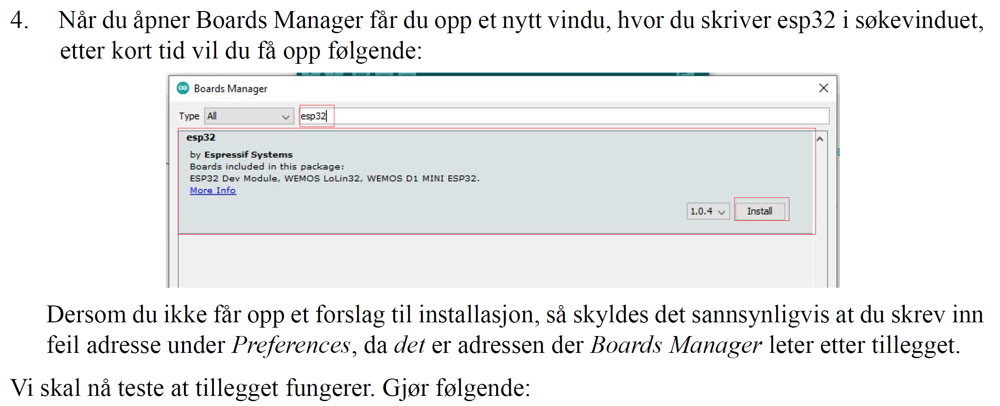 4. Når du åpner Boards Manager får du opp et nytt vindu, hvor du skriver esp32 i søkevinduet,
etter kort tid vil du få opp følgende:
Boards Manager
Type All esp32
esp32
by Espressif Systems
Boards included in this package:
ESP32 Dev Module, WEMOS LoLin32, WEMOS D1 MINI ESP32.
More Info
1.0.4 Install
Dersom du ikke får opp et forslag til installasjon, så skyldes det sannsynligvis at du skrev inn
feil adresse under Preferences, da det er adressen der Boards Manager leter etter tillegget.
Vi skal nå teste at tillegget fungerer. Gjør følgende: